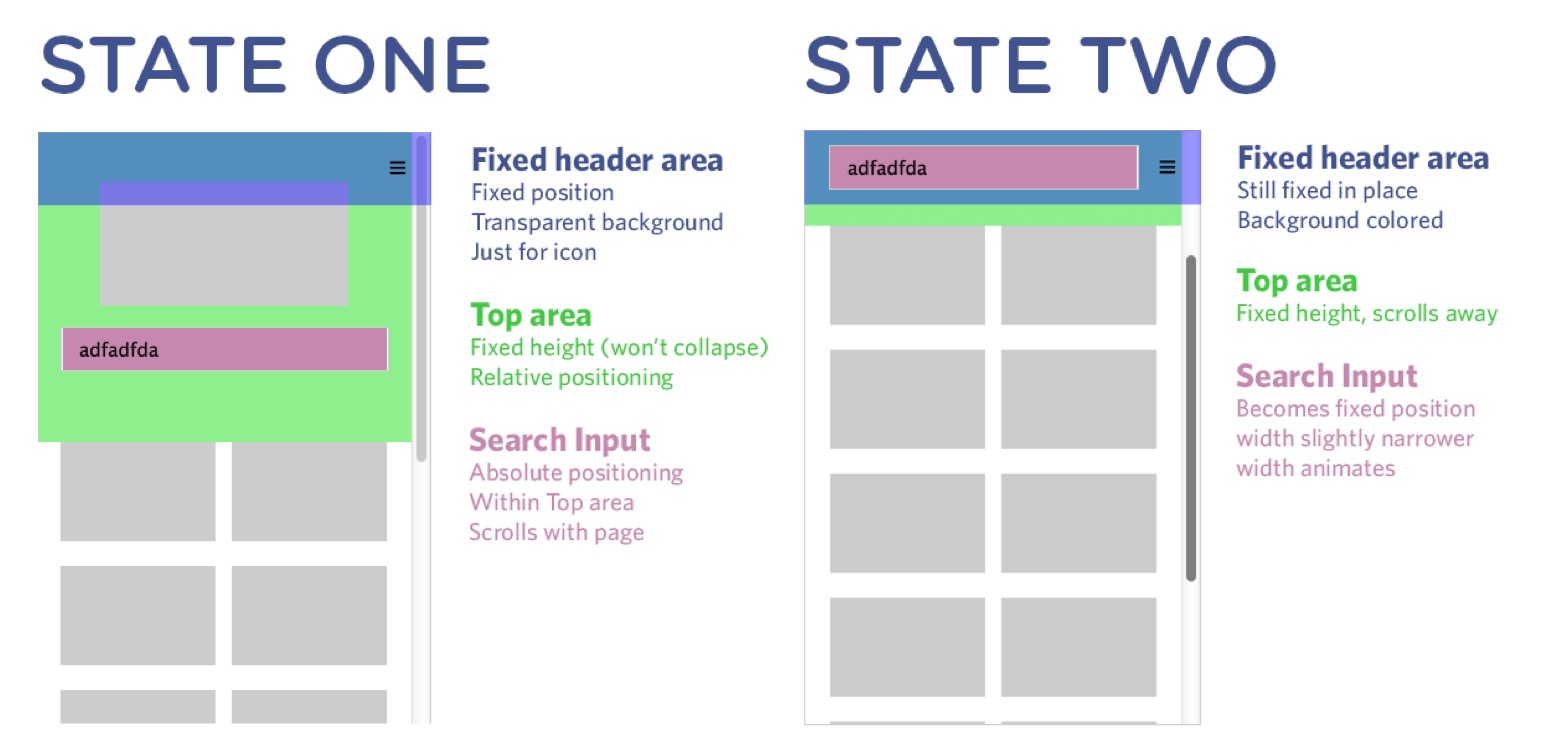 STATE ONE
adfadfda
Fixed header area
Fixed position
Transparent background
Just for icon
Top area
Fixed height (won't collapse)
Relative positioning
Search Input
Absolute positioning
Within Top area
Scrolls with page
STATE TWO
adfadfda
Fixed header area
Still fixed in place
Background colored
Top area
Fixed height, scrolls away
Search Input
Becomes fixed position
width slightly narrower
width animates